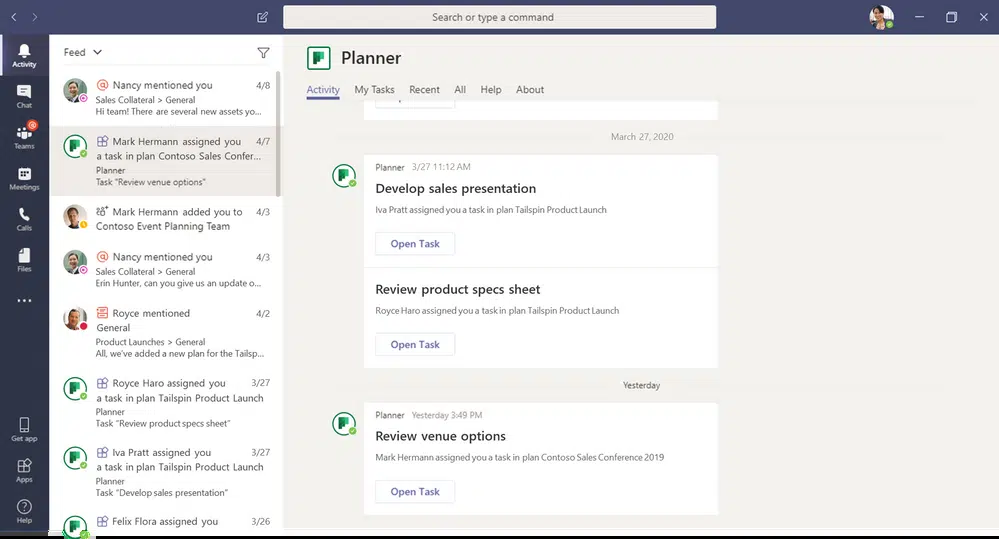 Search or type a command
Activity
Chat
Teams
Meetings
Calls
Files
Get app
Apps
Help
Feed
Nancy mentioned you 4/8
Sales Collateral > General
Hi team! There are several new assets yo...
Mark Hermann assigned you 4/7
a task in plan Contoso Sales Confer...
Planner
Task "Review venue options"
Mark Hermann added you to 4/3
Contoso Event Planning Team
Nancy mentioned you 4/3
Sales Collateral > General
Erin Hunter, can you give us an update o...
Royce mentioned 4/2
General
Product Launches > General
All, we've added a new plan for the Tailsp...
Royce Haro assigned you 3/27
a task in plan Tailspin Product Launch
Planner
Task "Review product specs sheet"
Iva Pratt assigned you 3/27
a task in plan Tailspin Product Launch
Planner
Task "Develop sales presentation"
Felix Flora assigned you 3/26
Planner
Activity My Tasks Recent All Help About
March 27, 2020
Planner 3/27 11:12 AM
Develop sales presentation
Iva Pratt assigned you a task in plan Tailspin Product Launch
Open Task
Review product specs sheet
Royce Haro assigned you a task in plan Tailspin Product Launch
Open Task
Yesterday
Planner Yesterday 3:49 PM
Review venue options
Mark Hermann assigned you a task in plan Contoso Sales Conference 2019
Open Task